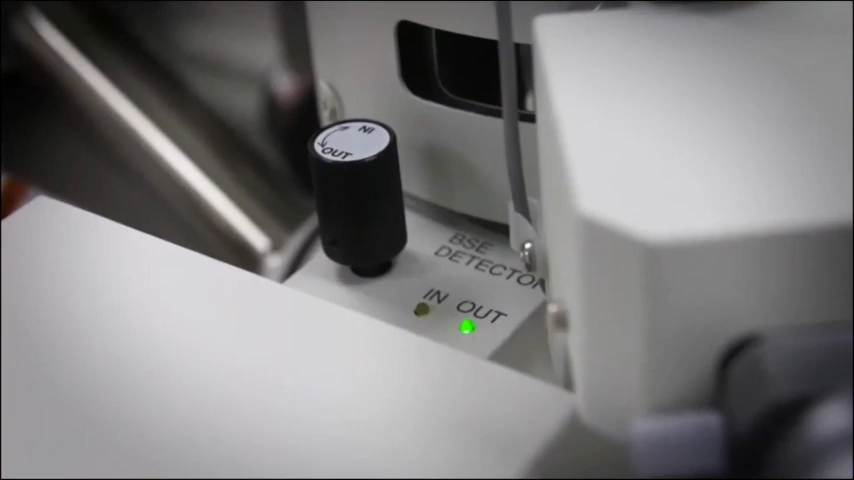 IN
OUT
BSE
DETECTOR
IN OUT